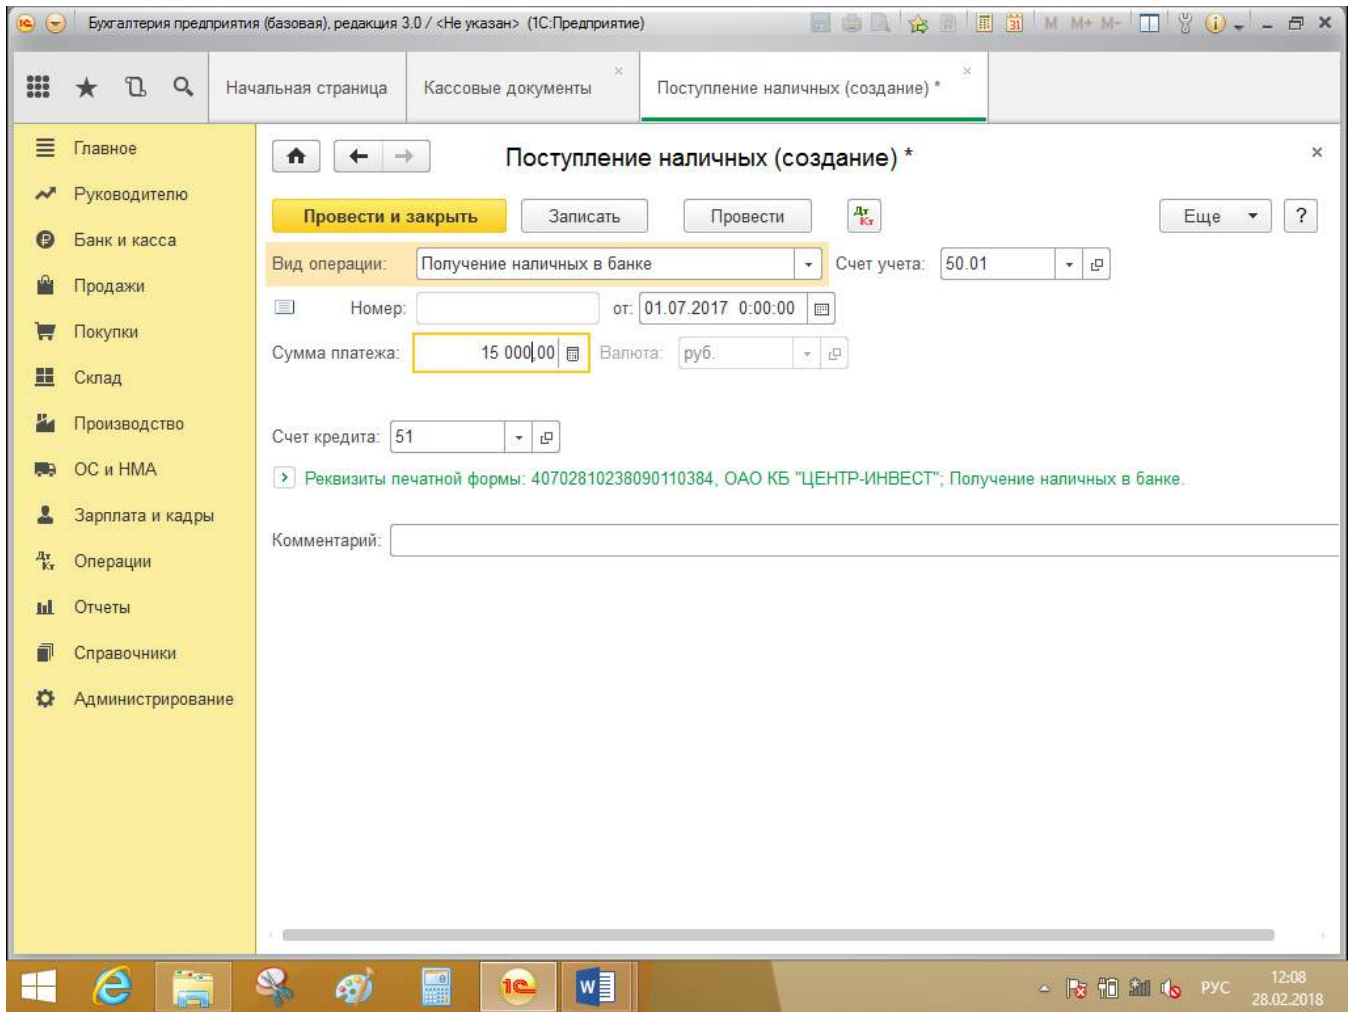 Бухгалтерия предприятия (базовая), редакция 3.0 / <Не указан> (1С:Предприятие)
M M+ M-
Начальная страница
Кассовые документы
Поступление наличных (создание) *
Главное
Руководителю
Банк и касса
Продажи
Покупки
Склад
Производство
ОС и НМА
Зарплата и кадры
Операции
Отчеты
Справочники
Администрирование
Поступление наличных (создание) *
Провести и закрыть
Записать
Провести
Дт Кт
Еще
?
Вид операции: Получение наличных в банке
Счет учета: 50.01
Номер:
от: 01.07.2017 0:00:00
Сумма платежа: 15 000,00
Валюта: руб.
Счет кредита: 51
Реквизиты печатной формы: 40702810238090110384, ОАО КБ "ЦЕНТР-ИНВЕСТ"; Получение наличных в банке.
Комментарий:
РУС
12:08
28.02.2018